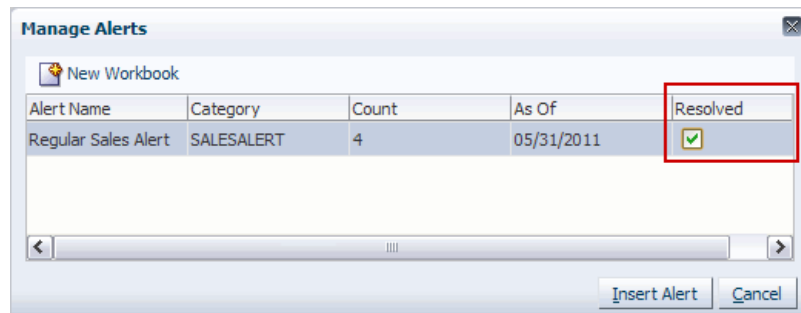 Manage Alerts
New Workbook
Alert Name Category Count As Of Resolved
Regular Sales Alert SALESALERT 4 05/31/2011
Insert Alert Cancel